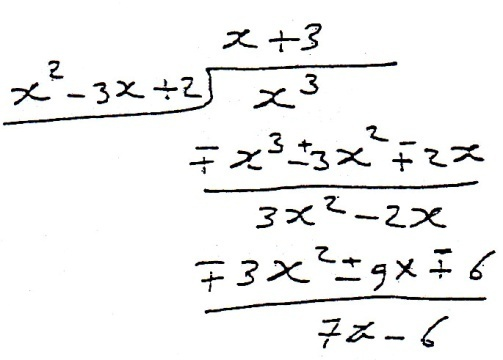 x + 3
x² - 3x + 2 x³
∓ x³ ± 3x² ∓ 2x
3x² - 2x
∓ 3x² ± 9x ∓ 6
7x - 6